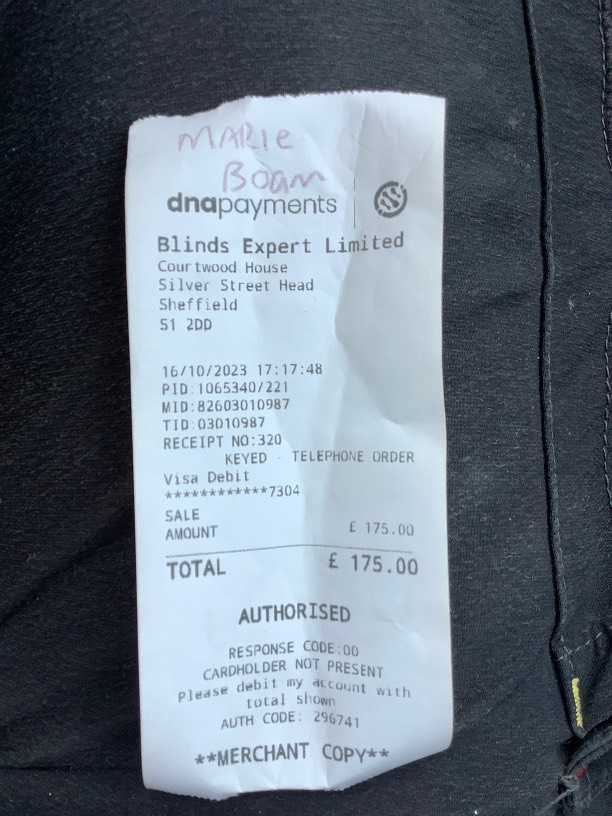 MARIE
BOAM
dnapayments
Blinds Expert Limited
Courtwood House
Silver Street Head
Sheffield
S1 2DD
16/10/2023 17:17:48
PID:1065340/221
MID:82603010987
TID:03010987
RECEIPT NO:320
KEYED - TELEPHONE ORDER
Visa Debit
************7304
SALE
AMOUNT £ 175.00
TOTAL £ 175.00
AUTHORISED
RESPONSE CODE:00
CARDHOLDER NOT PRESENT
Please debit my account with
total shown
AUTH CODE: 296741
**MERCHANT COPY**